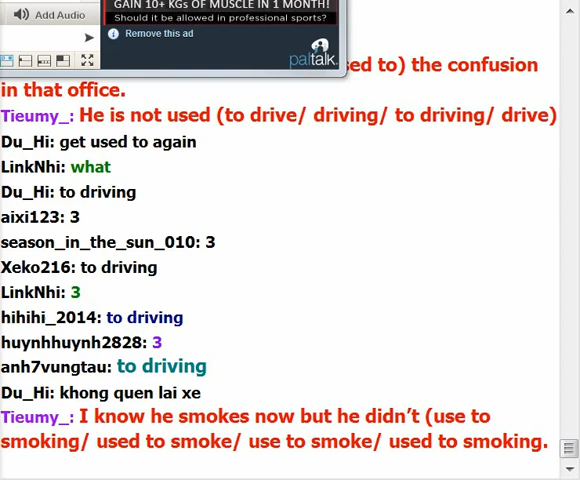 Add Audio
GAIN 10+ KGs OF MUSCLE IN 1 MONTH!
Should it be allowed in professional sports?
Remove this ad
paltalk
sed to) the confusion
in that office.
Tieumy_: He is not used (to drive/ driving/ to driving/ drive)
Du_Hi: get used to again
LinkNhi: what
Du_Hi: to driving
aixi123: 3
season_in_the_sun_010: 3
Xeko216: to driving
LinkNhi: 3
hihihi_2014: to driving
huynhhuynh2828: 3
anh7vungtau: to driving
Du_Hi: khong quen lai xe
Tieumy_: I know he smokes now but he didn’t (use to
smoking/ used to smoke/ use to smoke/ used to smoking.